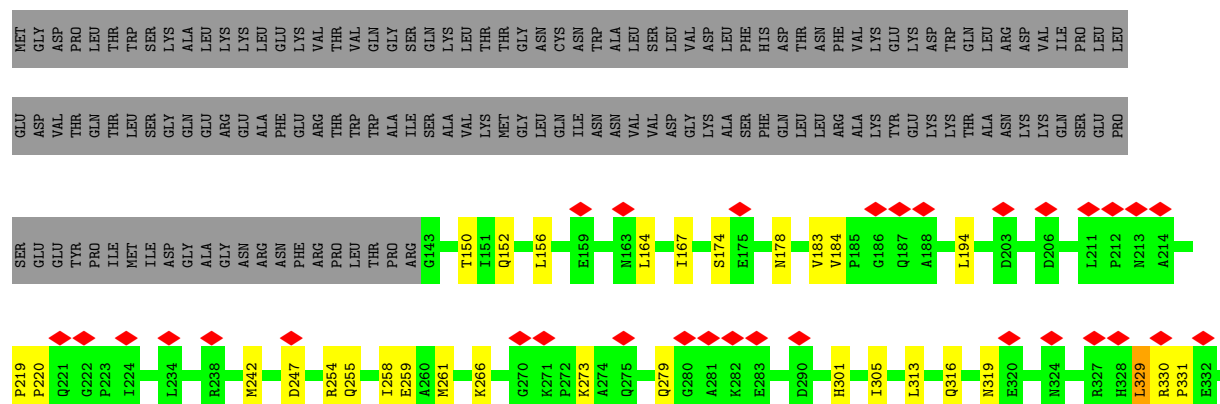 MET GLY ASP PRO LEU THR TRP SER LYS ALA LEU LYS LYS LEU GLU LYS VAL THR VAL GLN GLY SER GLN LYS LEU THR THR GLY ASN CYS ASN TRP ALA LEU SER LEU VAL ASP LEU PHE HIS ASP THR ASN PHE VAL LYS GLU LYS ASP TRP GLN LEU ARG ASP VAL ILE PRO LEU LEU
GLU ASP VAL THR GLN THR LEU SER GLY GLN GLU ARG GLU ALA PHE GLU ARG THR TRP TRP ALA ILE SER ALA VAL LYS MET GLY LEU GLN ILE ASN ASN VAL VAL ASP GLY LYS ALA SER PHE GLN LEU LEU ARG ALA LYS TYR GLU LYS LYS THR ALA ASN LYS LYS GLN SER GLU PRO
SER GLU GLU TYR PRO ILE MET ILE ASP GLY ALA GLY ASN ARG ASN PHE ARG PRO LEU THR PRO ARG G143 T150 I151 Q152 L156 E159 N163 L164 I167 S174 E175 N178 V183 V184 P185 G186 Q187 A188 L194 D203 D206 L211 P212 N213 A214
P219 P220 Q221 G222 P223 I224 L234 R238 M242 D247 R254 Q255 I258 E259 A260 M261 K266 G270 K271 P272 K273 A274 Q275 Q279 G280 A281 K282 E283 D290 H301 I305 L313 Q316 N319 E320 N324 R327 H328 L329 R330 P331 E332